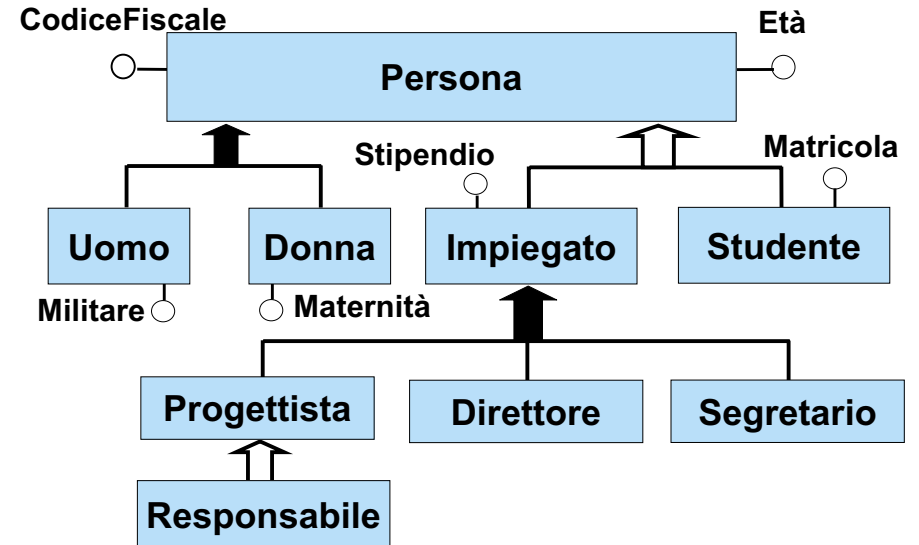 CodiceFiscale
Età
Persona
Stipendio
Matricola
Uomo
Donna
Impiegato
Studente
Militare
Maternità
Progettista
Direttore
Segretario
Responsabile